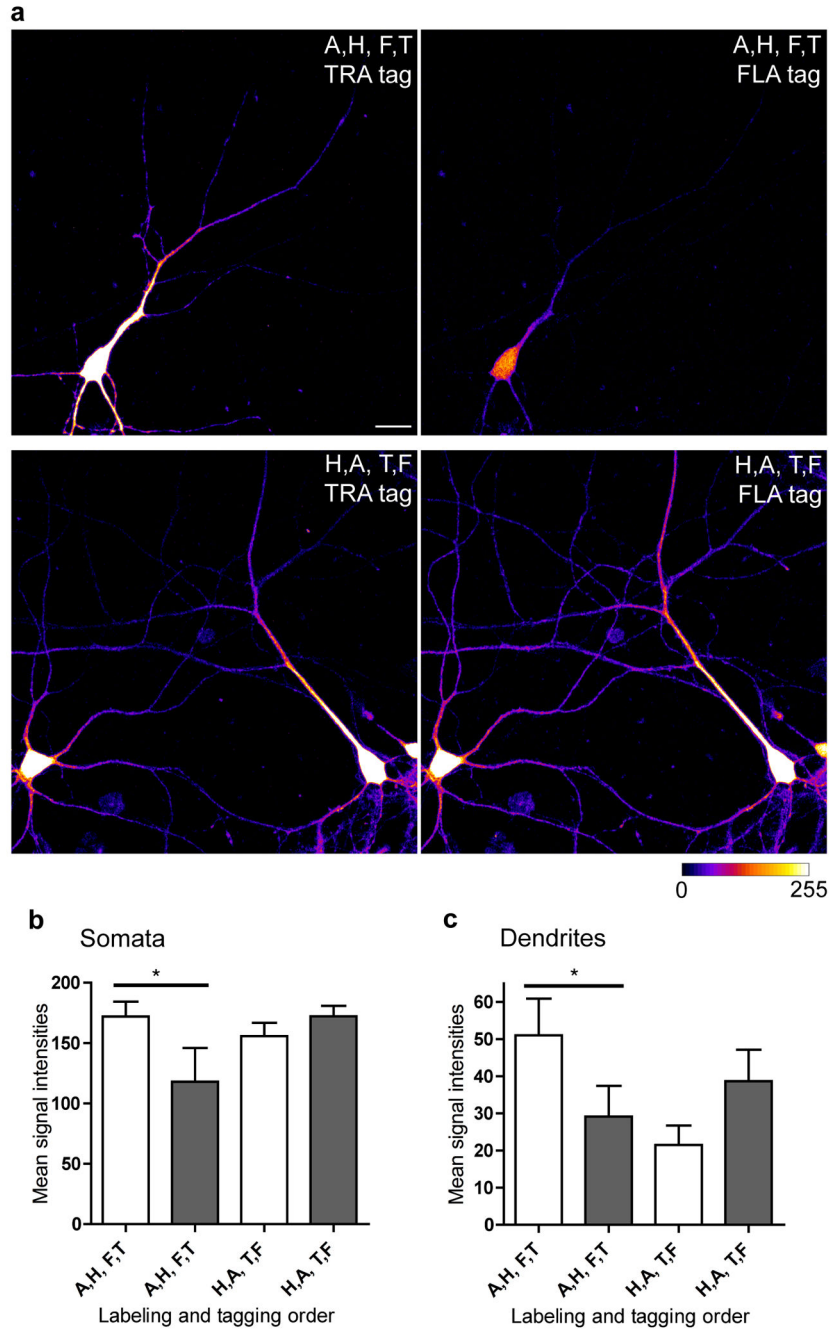 a
A,H, F,T
TRA tag
A,H, F,T
FLA tag
H,A, T,F
TRA tag
H,A, T,F
FLA tag
0 255
b
Somata
*
Mean signal intensities
200
150
100
50
0
A,H, F,T
A,H, F,T
H,A, T,F
H,A, T,F
Labeling and tagging order
c
Dendrites
*
Mean signal intensities
60
50
40
30
20
10
0
A,H, F,T
A,H, F,T
H,A, T,F
H,A, T,F
Labeling and tagging order